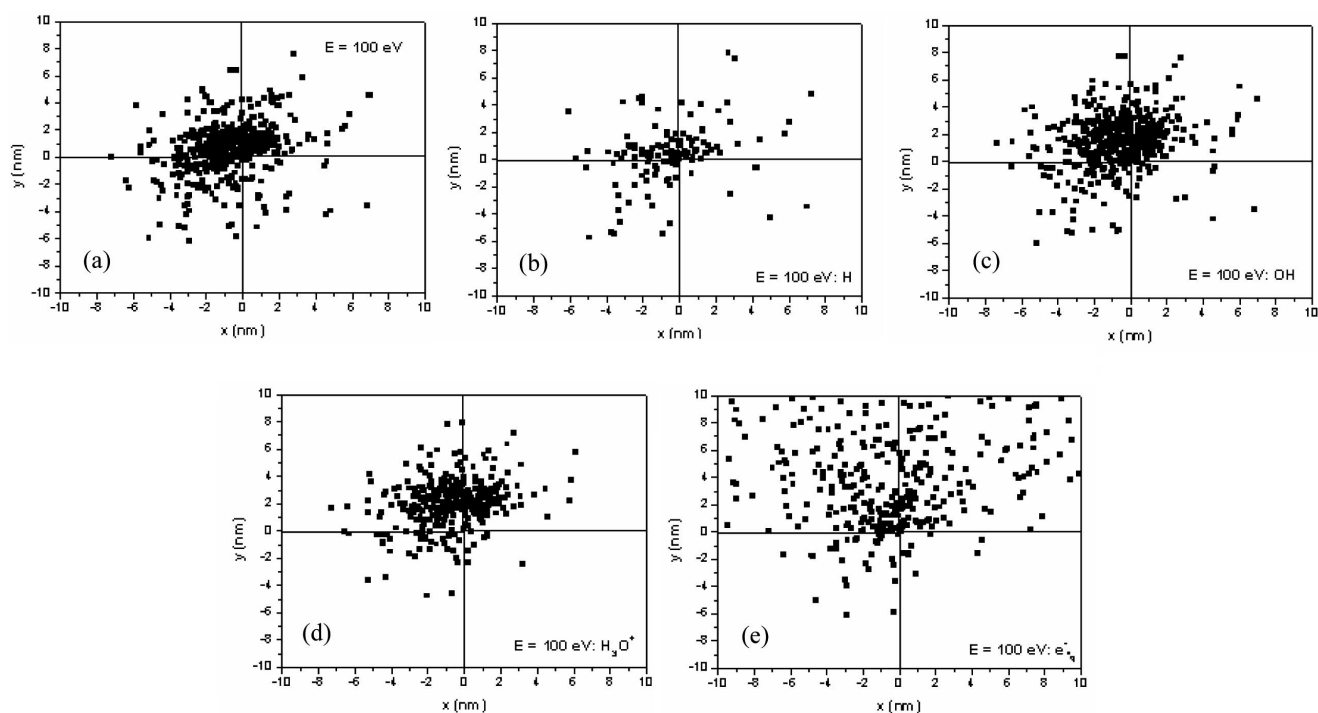 E = 100 eV
y (nm)
10
8
6
4
2
0
-2
-4
-6
-8
-10
(a)
-10 -8 -6 -4 -2 0 2 4 6 8 10
x (nm)
y (nm)
10
8
6
4
2
0
-2
-4
-6
-8
-10
(b)
E = 100 eV: H
-10 -8 -6 -4 -2 0 2 4 6 8 10
x (nm)
y (nm)
10
8
6
4
2
0
-2
-4
-6
-8
-10
(c)
E = 100 eV: OH
-10 -8 -6 -4 -2 0 2 4 6 8 10
x (nm)
y (nm)
10
8
6
4
2
0
-2
-4
-6
-8
-10
(d)
E = 100 eV: H₃O⁺
-10 -8 -6 -4 -2 0 2 4 6 8 10
x (nm)
y (nm)
10
8
6
4
2
0
-2
-4
-6
-8
-10
(e)
E = 100 eV: e⁻aq
-10 -8 -6 -4 -2 0 2 4 6 8 10
x (nm)